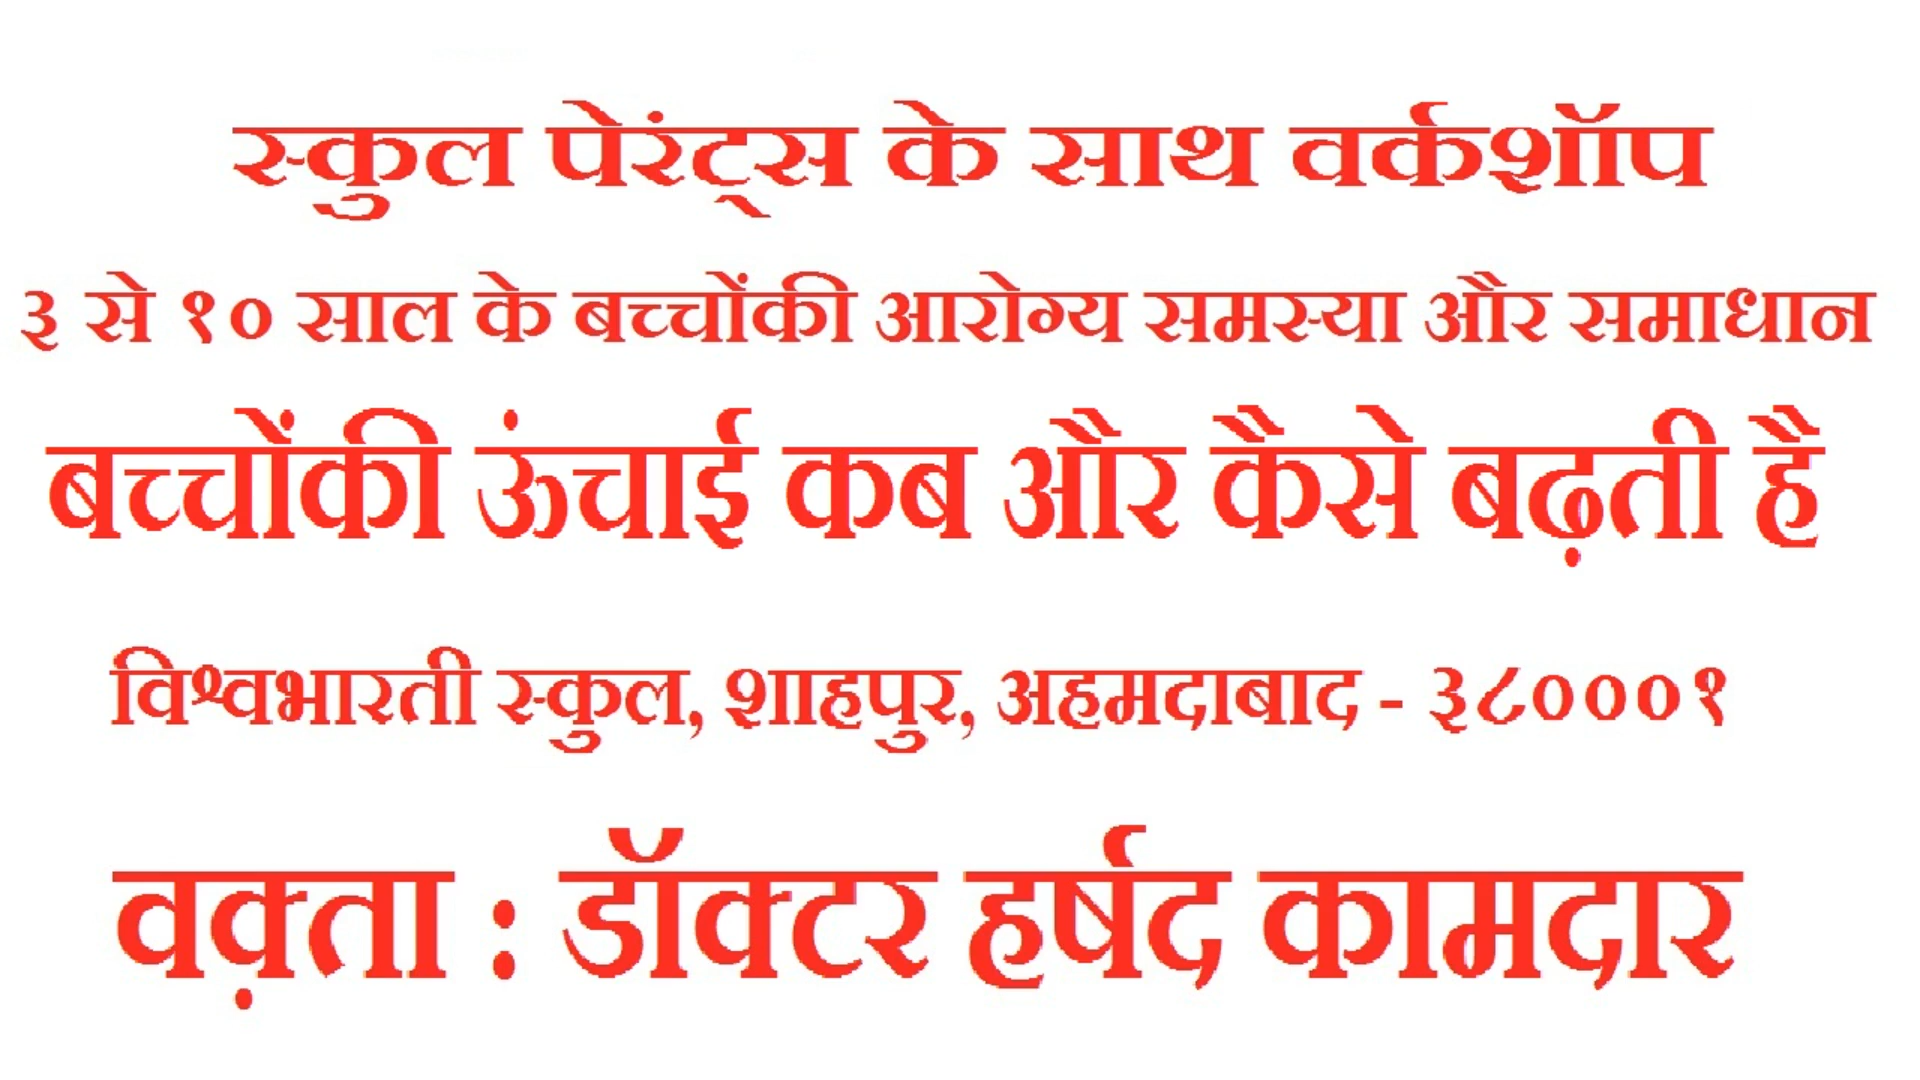 स्कुल पेरंट्स के साथ वर्कशॉप
३ से १० साल के बच्चोंकी आरोग्य समस्या और समाधान
बच्चोंकी ऊंचाई कब और कैसे बढ़ती है
विश्वभारती स्कुल, शाहपुर, अहमदाबाद - ३८०००१
वक़्ता : डॉक्टर हर्षद कामदार